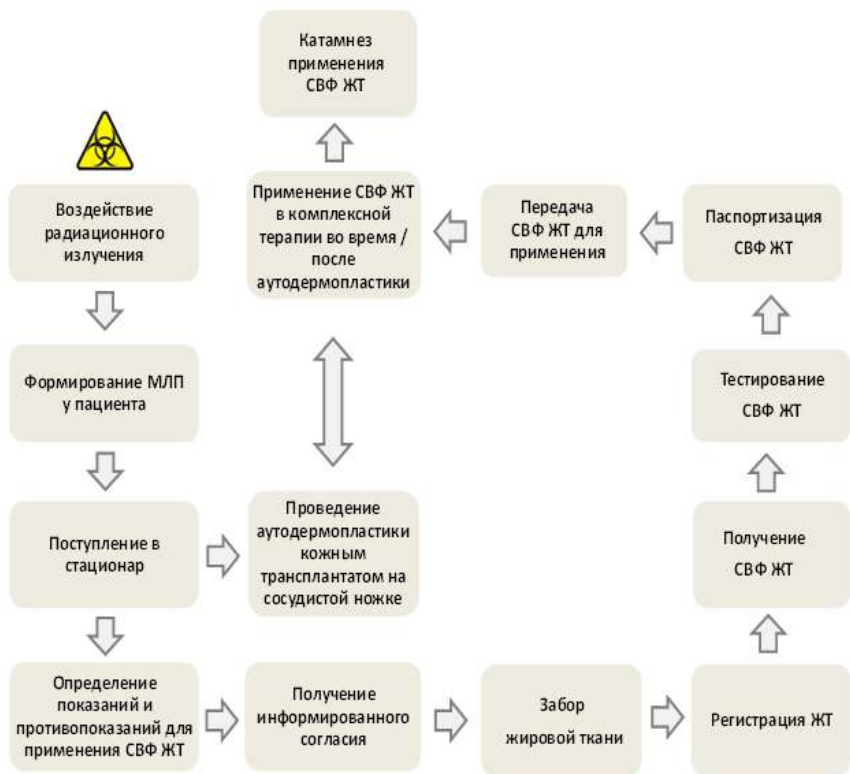 Катамнез
применения
СВФ ЖТ
Воздействие
радиационного
излучения
Применение СВФ ЖТ
в комплексной
терапии во время /
после
аутодермопластики
Передача
СВФ ЖТ для
применения
Паспортизация
СВФ ЖТ
Формирование МЛП
у пациента
Тестирование
СВФ ЖТ
Поступление в
стационар
Проведение
аутодермопластики
кожным
трансплантатом на
сосудистой ножке
Получение
СВФ ЖТ
Определение
показаний и
противопоказаний для
применения СВФ ЖТ
Получение
информированного
согласия
Забор
жировой ткани
Регистрация ЖТ